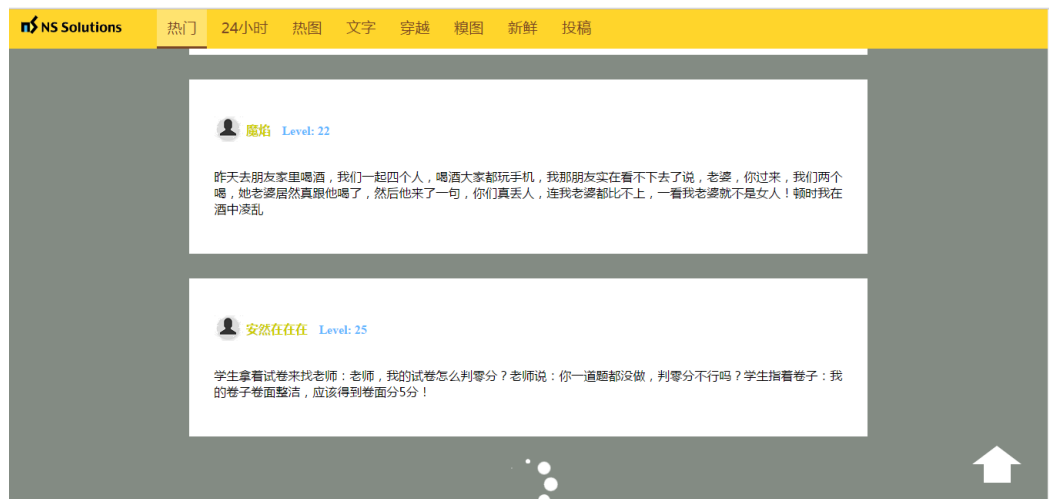 NS Solutions 热门 24小时 热图 文字 穿越 糗图 新鲜 投稿
魔焰 Level: 22
昨天去朋友家里喝酒，我们一起四个人，喝酒大家都玩手机，我那朋友实在看不下去了说，老婆，你过来，我们两个
喝，她老婆居然真跟他喝了，然后他来了一句，你们真丢人，连我老婆都比不上，一看我老婆就不是女人！顿时我在
酒中凌乱
安然在在在 Level: 25
学生拿着试卷来找老师：老师，我的试卷怎么判零分？老师说：你一道题都没做，判零分不行吗？学生指着卷子：我
的卷子卷面整洁，应该得到卷面分5分！